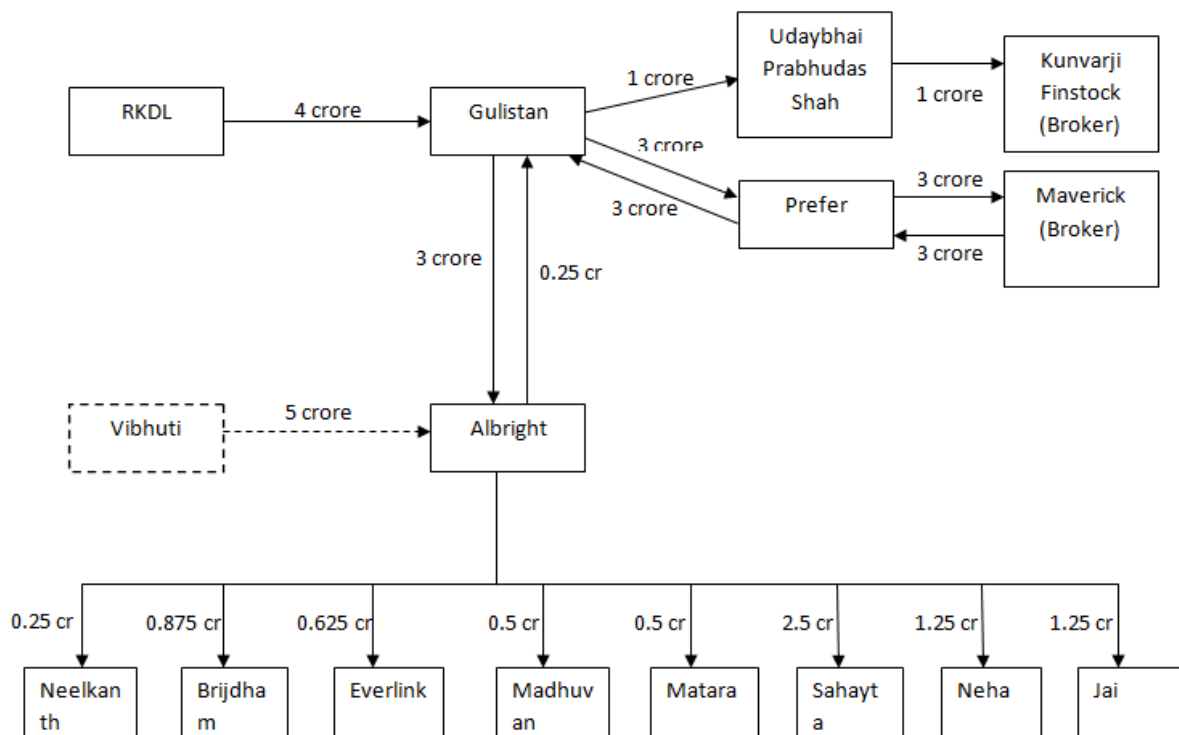 Udaybhai
Prabhudas
Shah
Kunvarji
Finstock
(Broker)
1 crore
1 crore
RKDL
4 crore
Gulistan
3 crore
3 crore
Prefer
3 crore
Maverick
(Broker)
3 crore
3 crore
0.25 cr
Vibhuti
5 crore
Albright
0.25 cr
0.875 cr
0.625 cr
0.5 cr
0.5 cr
2.5 cr
1.25 cr
1.25 cr
Neelkan
th
Brijdha
m
Everlink
Madhuv
an
Matara
Sahayt
a
Neha
Jai